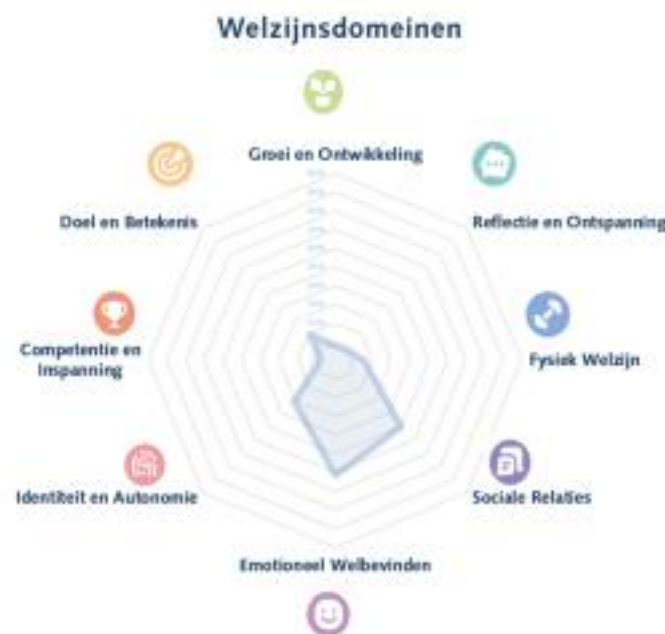 Welzijnsdomeinen
Groei en Ontwikkeling
Doel en Betekenis
Reflectie en Ontspanning
Competentie en
Inspanning
Fysiek Welzijn
Identiteit en Autonomie
Sociale Relaties
Emotioneel Welbevinden